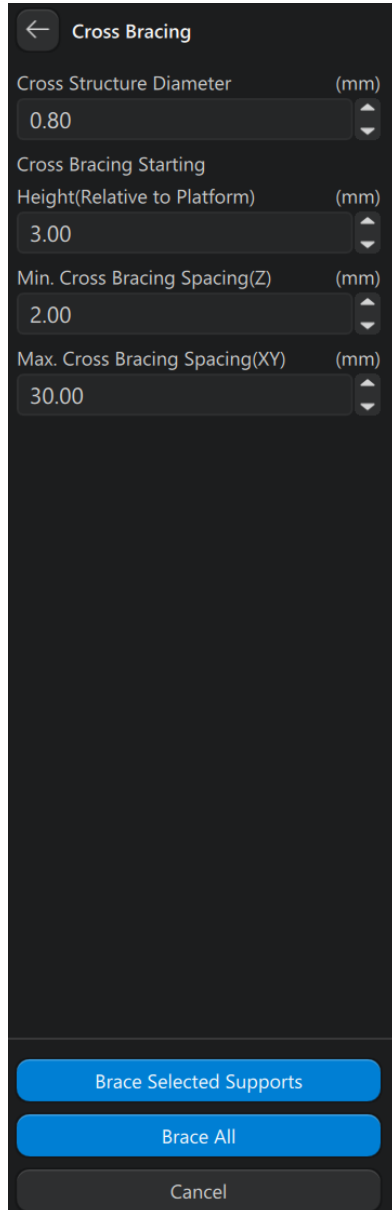 Cross Bracing
Cross Structure Diameter (mm)
0.80
Cross Bracing Starting
Height(Relative to Platform) (mm)
3.00
Min. Cross Bracing Spacing(Z) (mm)
2.00
Max. Cross Bracing Spacing(XY) (mm)
30.00
Brace Selected Supports
Brace All
Cancel